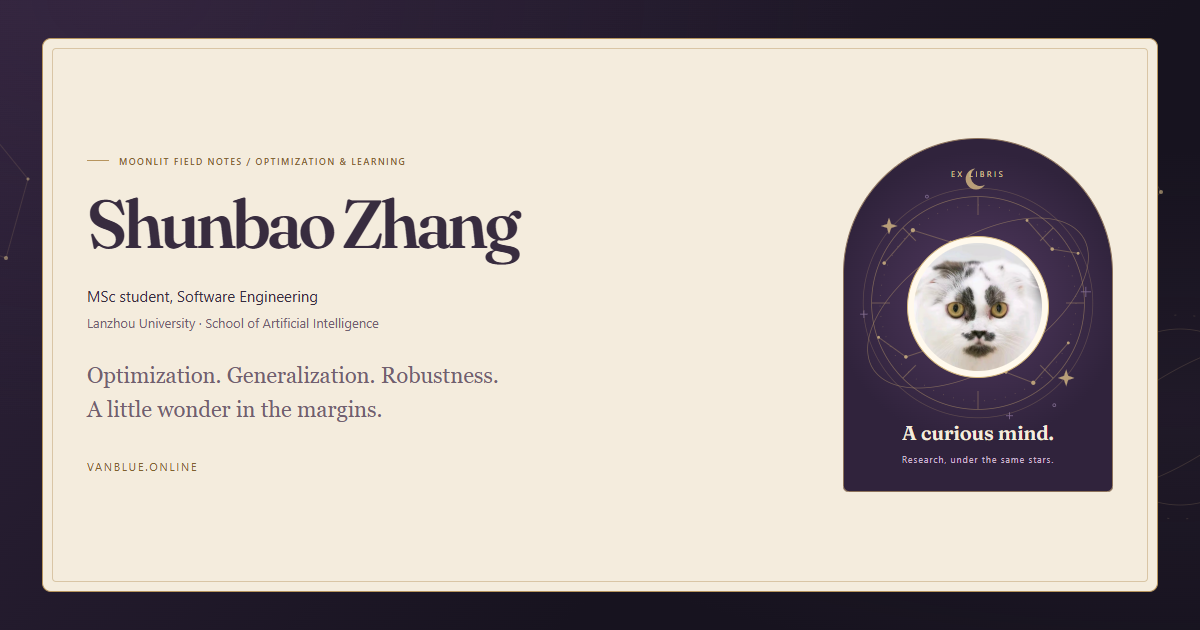 MOONLIT FIELD NOTES / OPTIMIZATION & LEARNING
Shunbao Zhang
MSc student, Software Engineering
Lanzhou University · School of Artificial Intelligence
Optimization. Generalization. Robustness.
A little wonder in the margins.
VANBLUE.ONLINE
EX LIBRIS
A curious mind.
Research, under the same stars.